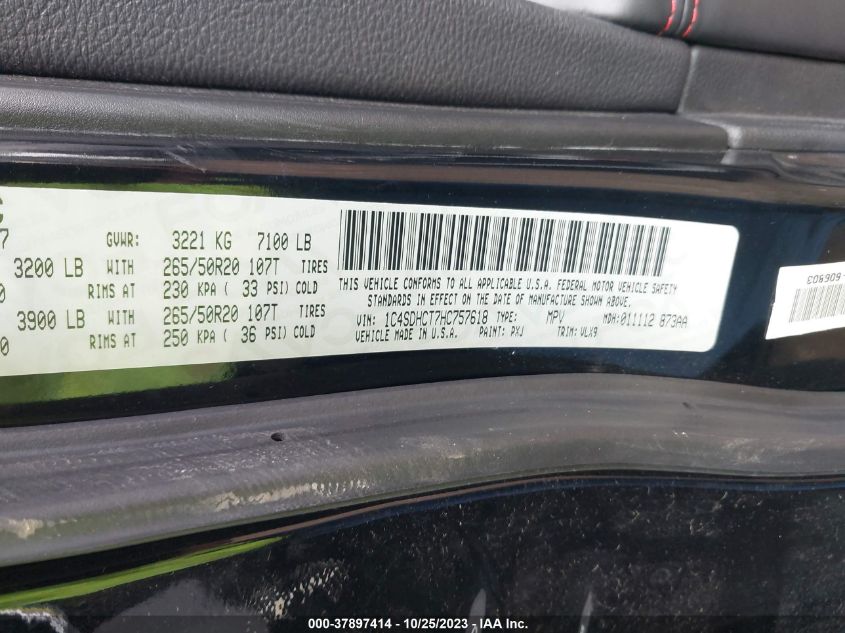 G
7 GVWR: 3221 KG 7100 LB
3200 LB WITH 265/50R20 107T TIRES
0 RIMS AT 230 KPA ( 33 PSI) COLD
3900 LB WITH 265/50R20 107T TIRES
0 RIMS AT 250 KPA ( 36 PSI) COLD
THIS VEHICLE CONFORMS TO ALL APPLICABLE U.S.A. FEDERAL MOTOR VEHICLE SAFETY
STANDARDS IN EFFECT ON THE DATE OF MANUFACTURE SHOWN ABOVE.
VIN: 1C4SDHCT7HC757618 TYPE: MPV MDH:011112 873AA
VEHICLE MADE IN U.S.A. PAINT: PXJ TRIM: VLX9
000-37897414 | 10/25/2023 | IAA Inc.